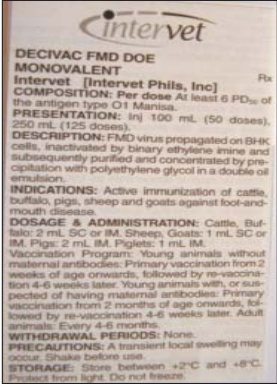 intervet
DECIVAC FMD DOE
MONOVALENT Rx
Intervet [Intervet Phils, Inc]
COMPOSITION: Per dose At least 6 PD50 of
the antigen type O1 Manisa.
PRESENTATION: Inj 100 mL (50 doses),
250 mL (125 doses).
DESCRIPTION: FMD virus propagated on BHK
cells, inactivated by binary ethylene imine and
subsequently purified and concentrated by pre-
cipitation with polyethylene glycol in a double oil
emulsion.
INDICATIONS: Active immunization of cattle,
buffalo, pigs, sheep and goats against foot-and-
mouth disease.
DOSAGE & ADMINISTRATION: Cattle, Buf-
falo: 2 mL SC or IM. Sheep, Goats: 1 mL SC or
IM. Pigs: 2 mL IM. Piglets: 1 mL IM.
Vaccination Program: Young animals without
maternal antibodies: Primary vaccination from 2
weeks of age onwards, followed by re-vaccina-
tion 4-6 weeks later. Young animals with, or sus-
pected of having maternal antibodies: Primary
vaccination from 2 months of age onwards, fol-
lowed by re-vaccination 4-6 weeks later. Adult
animals: Every 4-6 months.
WITHDRAWAL PERIODS: None.
PRECAUTIONS: A transient local swelling may
occur. Shake before use.
STORAGE: Store between +2°C and +8°C.
Protect from light. Do not freeze.